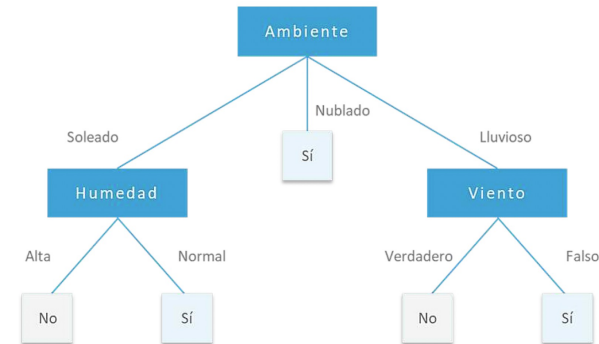 Ambiente
Nublado
Soleado
Lluvioso
Sí
Humedad
Viento
Alta
Normal
Verdadero
Falso
No
Sí
No
Sí